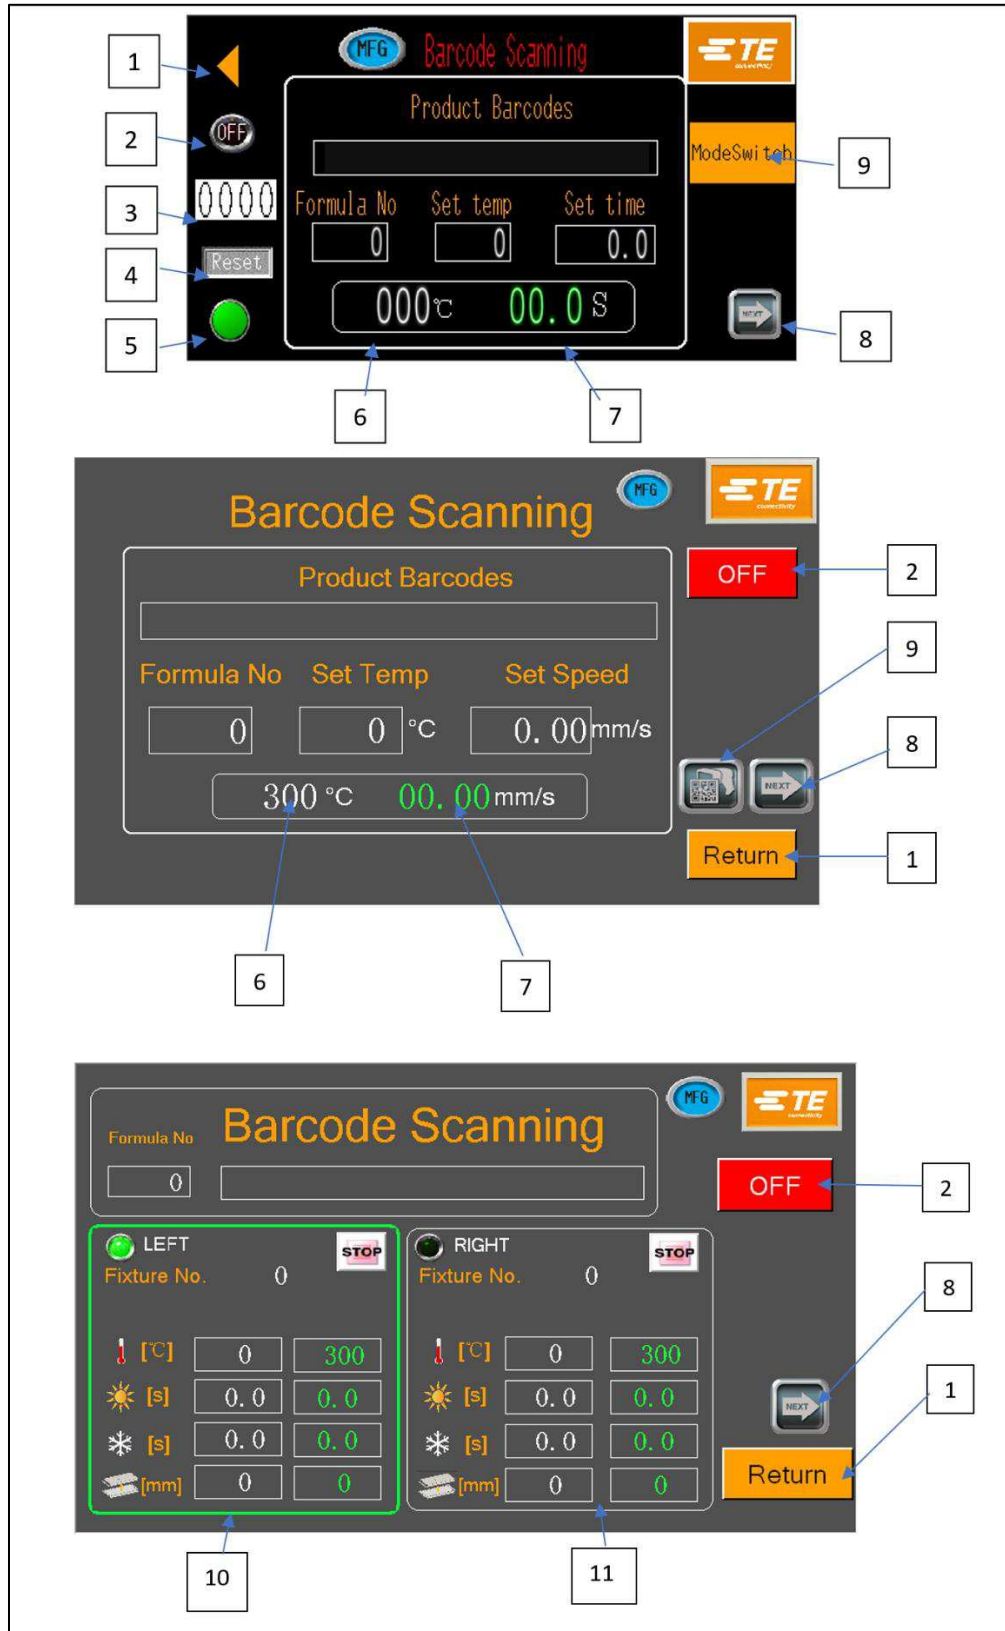 1
MFG Barcode Scanning
TE
connectivity
Product Barcodes
2
OFF
ModeSwitch
9
3
0000
Formula No Set temp Set time
0 0 0.0
4
Reset
000℃ 00.0 S
NEXT
5
8
6 7
Barcode Scanning
MFG
TE
connectivity
Product Barcodes
OFF
2
9
Formula No Set Temp Set Speed
0 0 °C 0.00 mm/s
8
300 °C 00.00 mm/s
NEXT
Return
1
6 7
Formula No
Barcode Scanning
MFG
TE
connectivity
0
OFF
2
LEFT STOP
Fixture No. 0
[℃] 0 300
[s] 0.0 0.0
[s] 0.0 0.0
[mm] 0 0
RIGHT STOP
Fixture No. 0
[℃] 0 300
[s] 0.0 0.0
[s] 0.0 0.0
[mm] 0 0
8
NEXT
1
Return
10 11